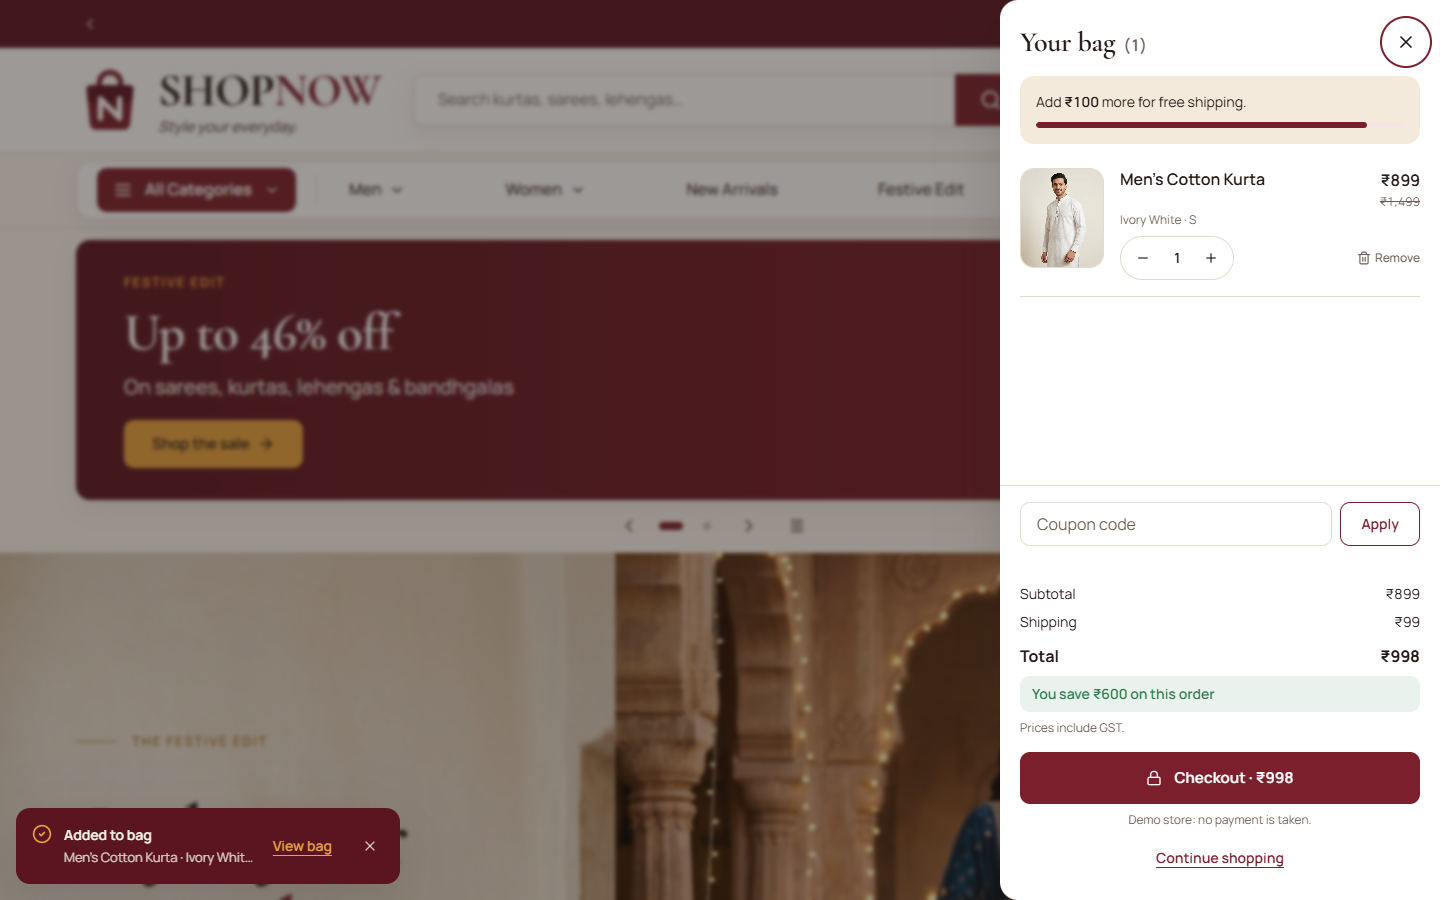 SHOPNOW
Style your everyday.
Search kurtas, sarees, lehengas...
All Categories
Men
Women
New Arrivals
Festive Edit
FESTIVE EDIT
Up to 46% off
On sarees, kurtas, lehengas & bandhgalas
Shop the sale
THE FESTIVE EDIT
Added to bag
Men's Cotton Kurta · Ivory Whit...
View bag
Your bag (1)
Add ₹100 more for free shipping.
Men's Cotton Kurta
₹899
₹1,499
Ivory White · S
1
Remove
Coupon code
Apply
Subtotal ₹899
Shipping ₹99
Total ₹998
You save ₹600 on this order
Prices include GST.
Checkout · ₹998
Demo store: no payment is taken.
Continue shopping